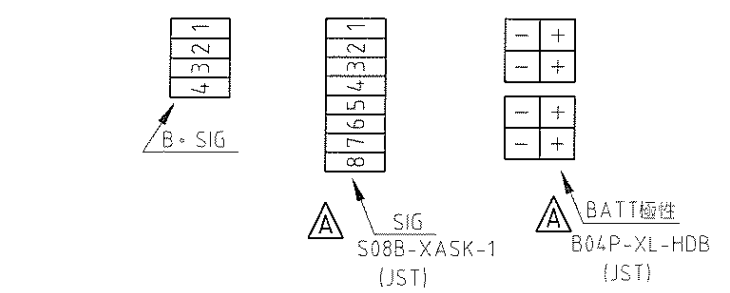 1
2
3
4
B・SIG
1
2
3
4
5
6
7
8
A
SIG
S08B-XASK-1
(JST)
- +
- +
- +
- +
A
BATT極性
B04P-XL-HDB
(JST)